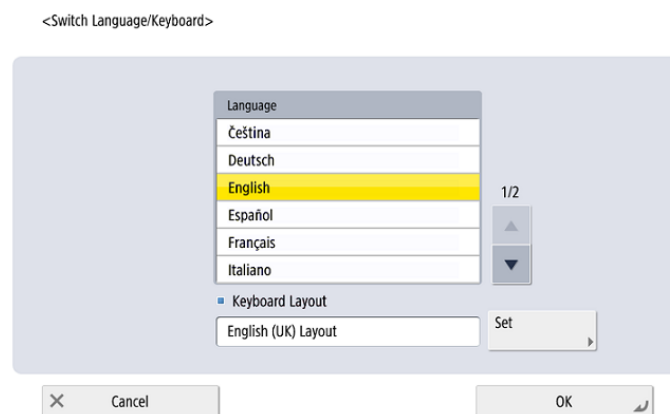 <Switch Language/Keyboard>
Language
Čeština
Deutsch
English
Español
Français
Italiano
1/2
Keyboard Layout
English (UK) Layout
Set
Cancel
OK